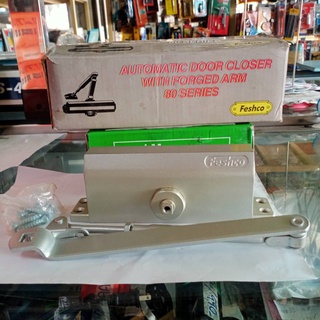 AUTOMATIC DOOR CLOSER
WITH FORGED ARM
80 SERIES
Feshco
Feshco